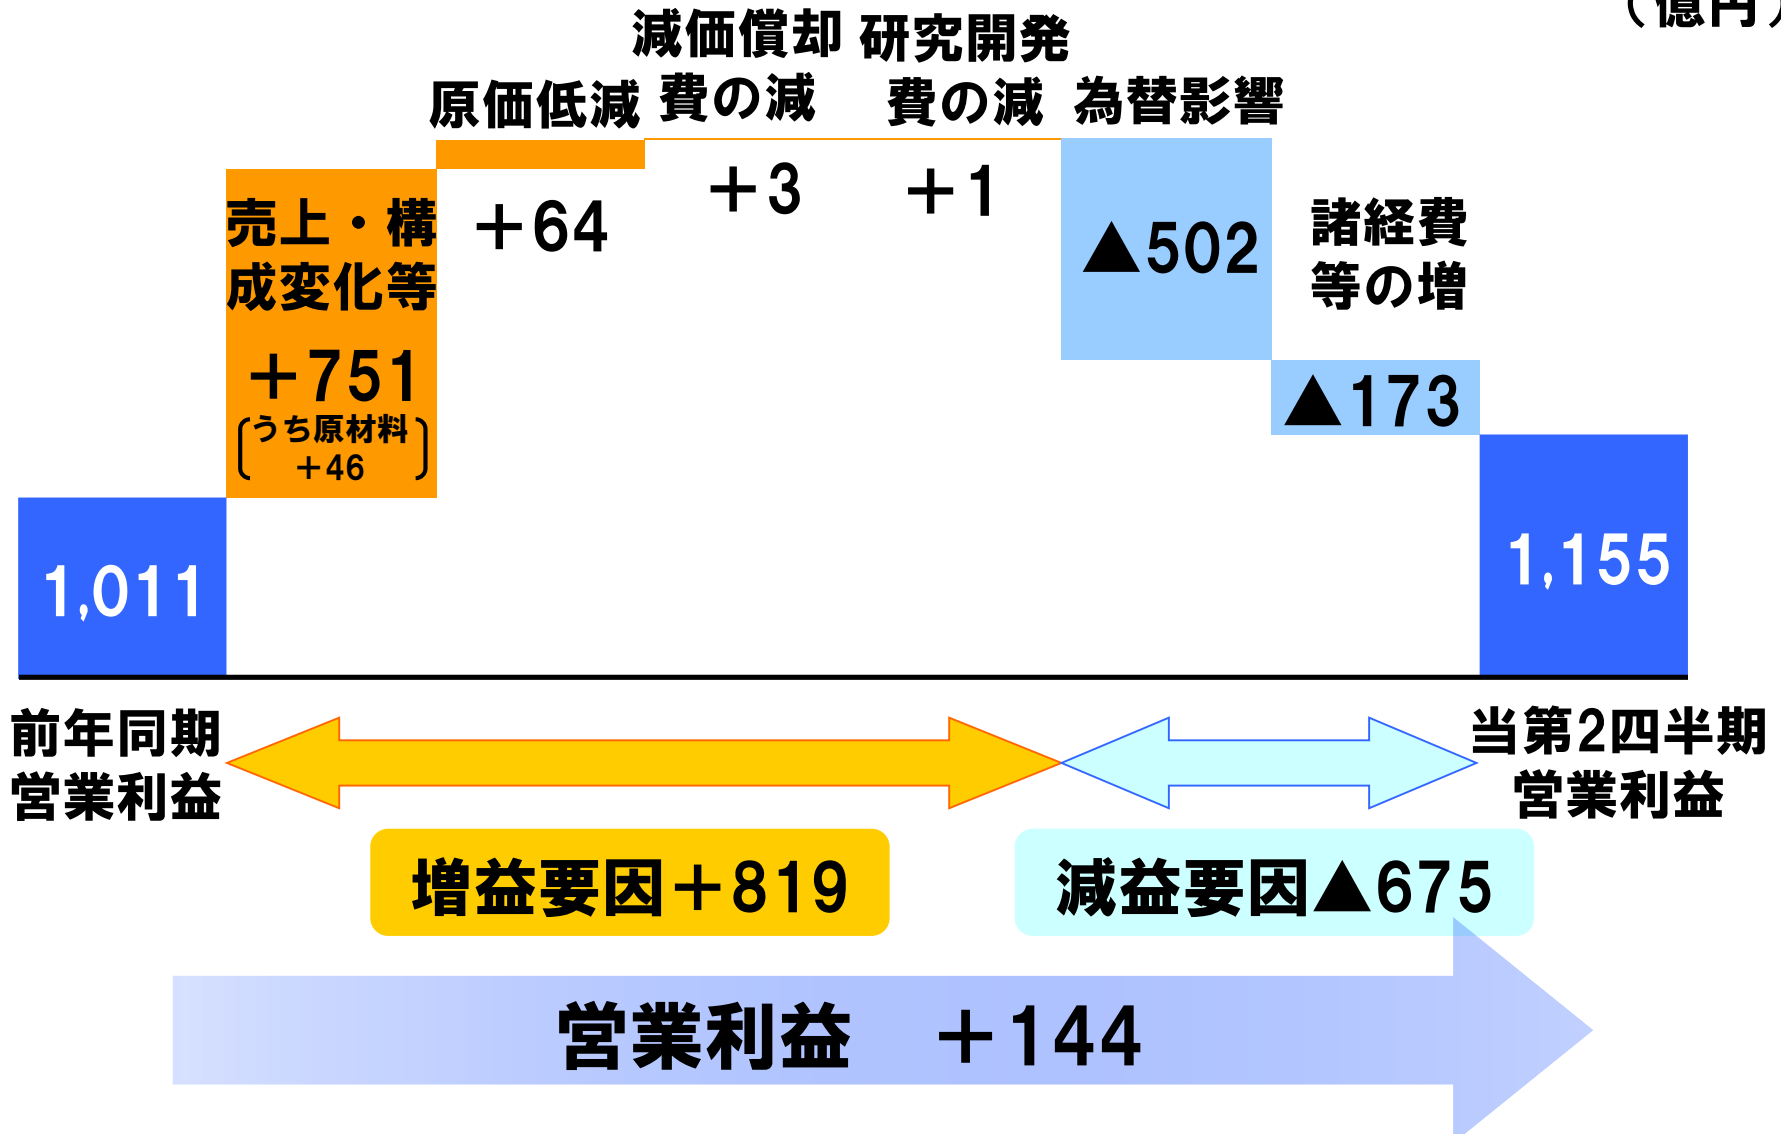 （億円）
減価償却
費の減
研究開発
費の減
原価低減
為替影響
+3
+1
+64
売上・構
成変化等
+751
うち原材料
+46
▲502
諸経費
等の増
▲173
1,011
1,155
前年同期
営業利益
当第2四半期
営業利益
増益要因+819
減益要因▲675
営業利益　+144